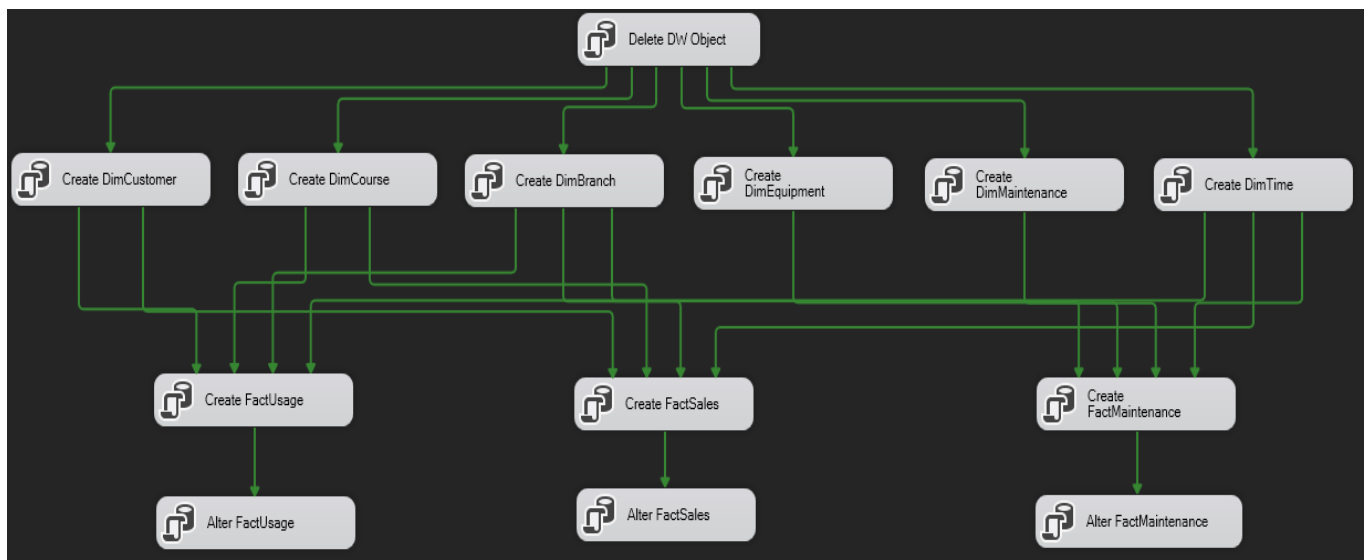 Delete DW Object
Create DimCustomer
Create DimCourse
Create DimBranch
Create
DimEquipment
Create
DimMaintenance
Create DimTime
Create FactUsage
Create FactSales
Create
FactMaintenance
Alter FactUsage
Alter FactSales
Alter FactMaintenance